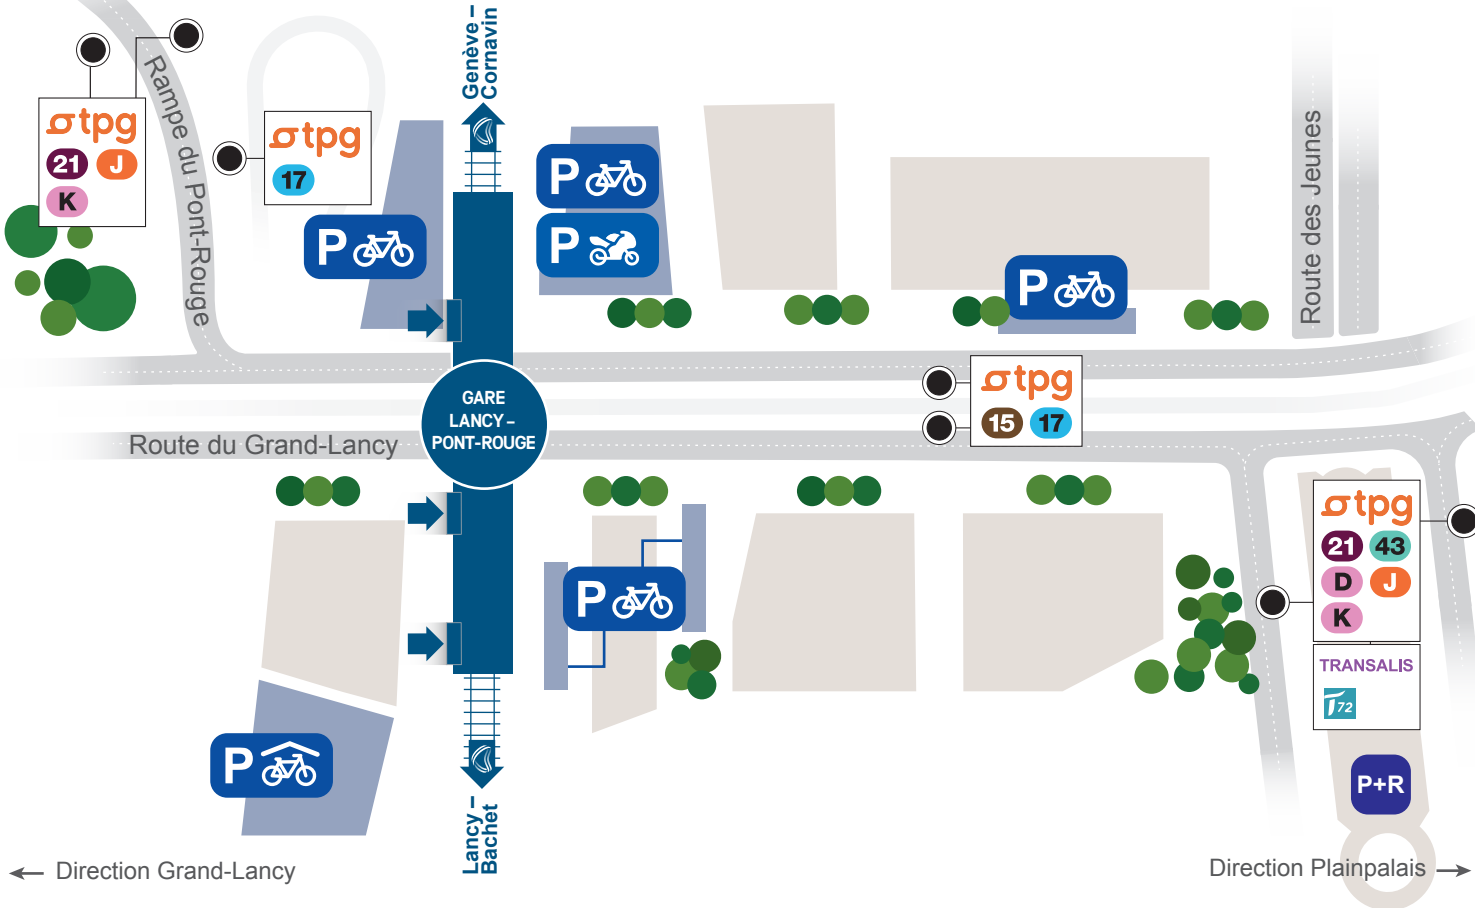 Genève –
Cornavin
tpg
21 J
K
Rampe du Pont-Rouge
tpg
17
P
P
P
P
Route des Jeunes
GARE
LANCY –
PONT-ROUGE
tpg
15 17
Route du Grand-Lancy
P
tpg
21 43
D J
K
TRANSALIS
T72
P
P+R
Lancy –
Bachet
← Direction Grand-Lancy
Direction Plainpalais →